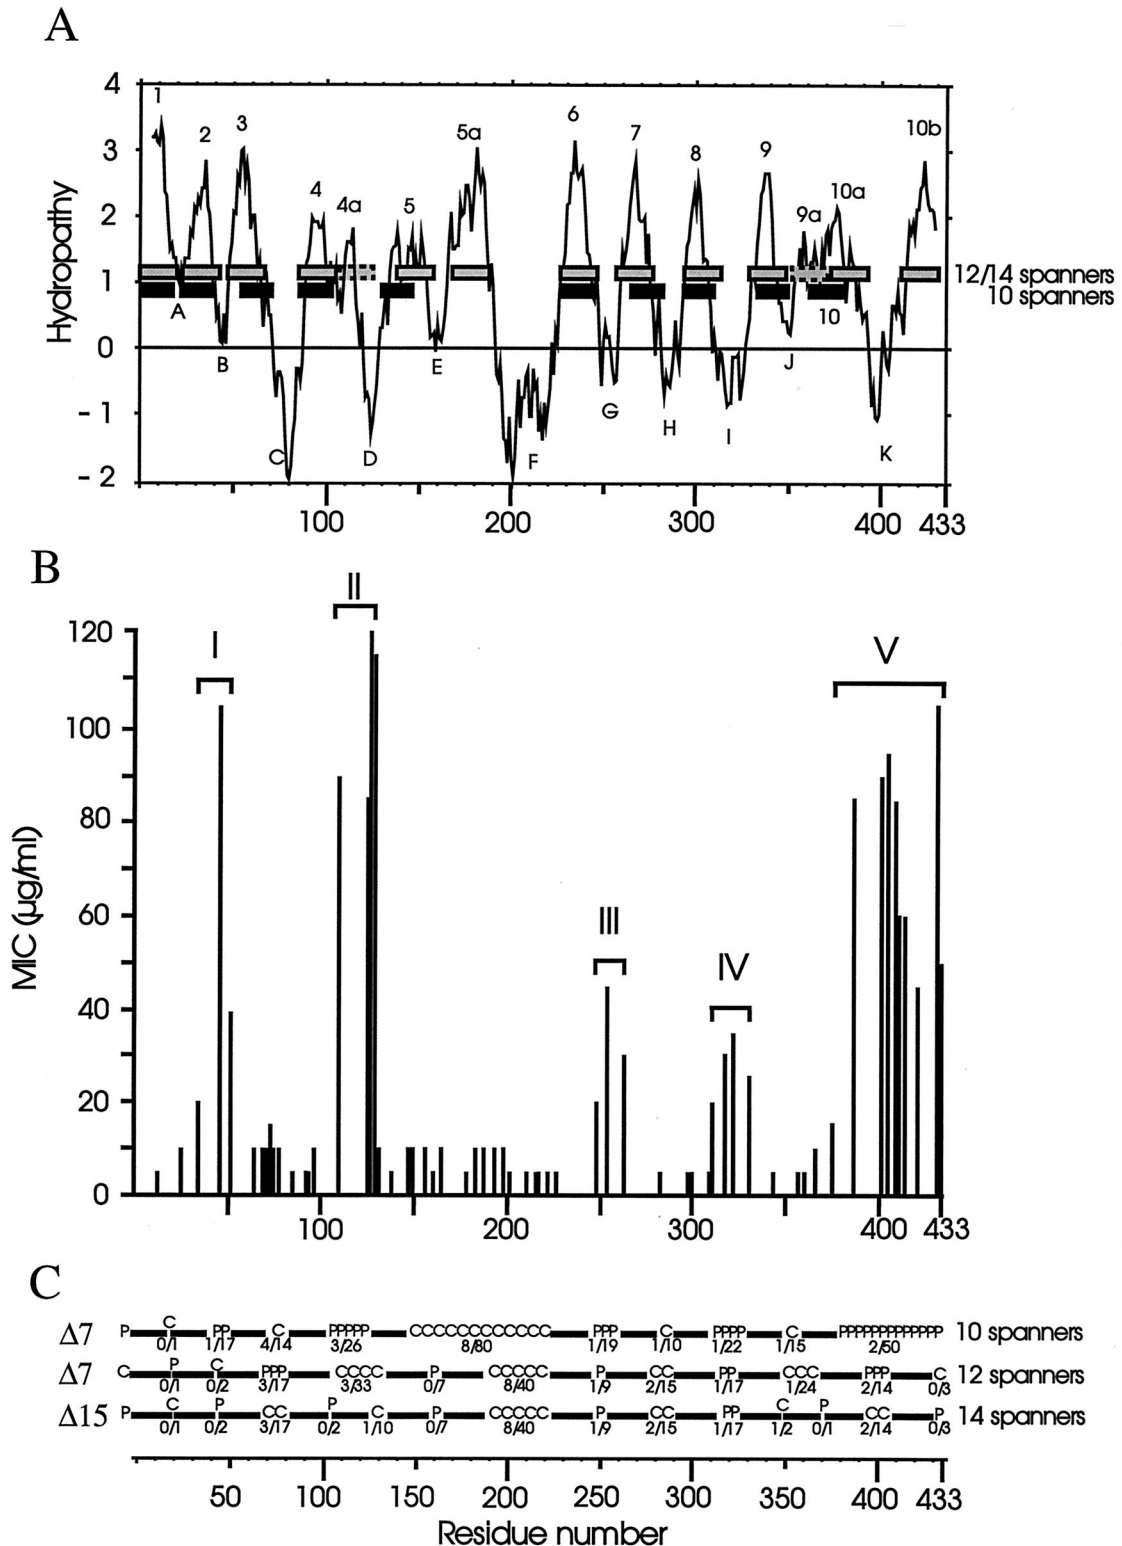 A
4
3
2
1
0
- 1
- 2
Hydropathy
1 2 3 4 4a 5 5a 6 7 8 9 9a 10a 10b
12/14 spanners
10 spanners
10
A B C D E F G H I J K
100 200 300 400 433
B
I II III IV V
120
100
80
60
40
20
0
MIC (µg/ml)
100 200 300 400 433
C
Δ7 P C PP C PPPPP CCCCCCCCCCCC PPP C PPPP C PPPPPPPPPPPP 10 spanners
0/1 1/17 4/14 3/26 8/80 1/19 1/10 1/22 1/15 2/50
Δ7 C P C PPP CCCC P CCCCC P CC PP CCC PPP C 12 spanners
0/1 0/2 3/17 3/33 0/7 8/40 1/9 2/15 1/17 1/24 2/14 0/3
Δ15 P C P CC P C P CCCCC P CC PP C P CC P 14 spanners
0/1 0/2 3/17 0/2 1/10 0/7 8/40 1/9 2/15 1/17 1/2 0/1 2/14 0/3
50 100 150 200 250 300 350 400 433
Residue number